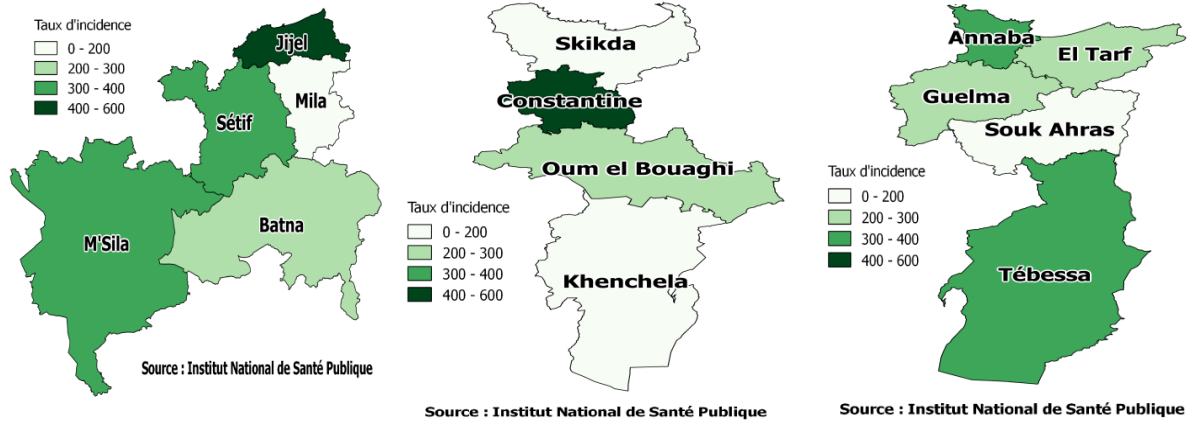 Taux d'incidence
0 - 200
200 - 300
300 - 400
400 - 600
Jijel
Mila
Sétif
Batna
M'Sila
Source : Institut National de Santé Publique
Skikda
Constantine
Oum el Bouaghi
Taux d'incidence
0 - 200
200 - 300
300 - 400
400 - 600
Khenchela
Source : Institut National de Santé Publique
Annaba
El Tarf
Guelma
Souk Ahras
Taux d'incidence
0 - 200
200 - 300
300 - 400
400 - 600
Tébessa
Source : Institut National de Santé Publique